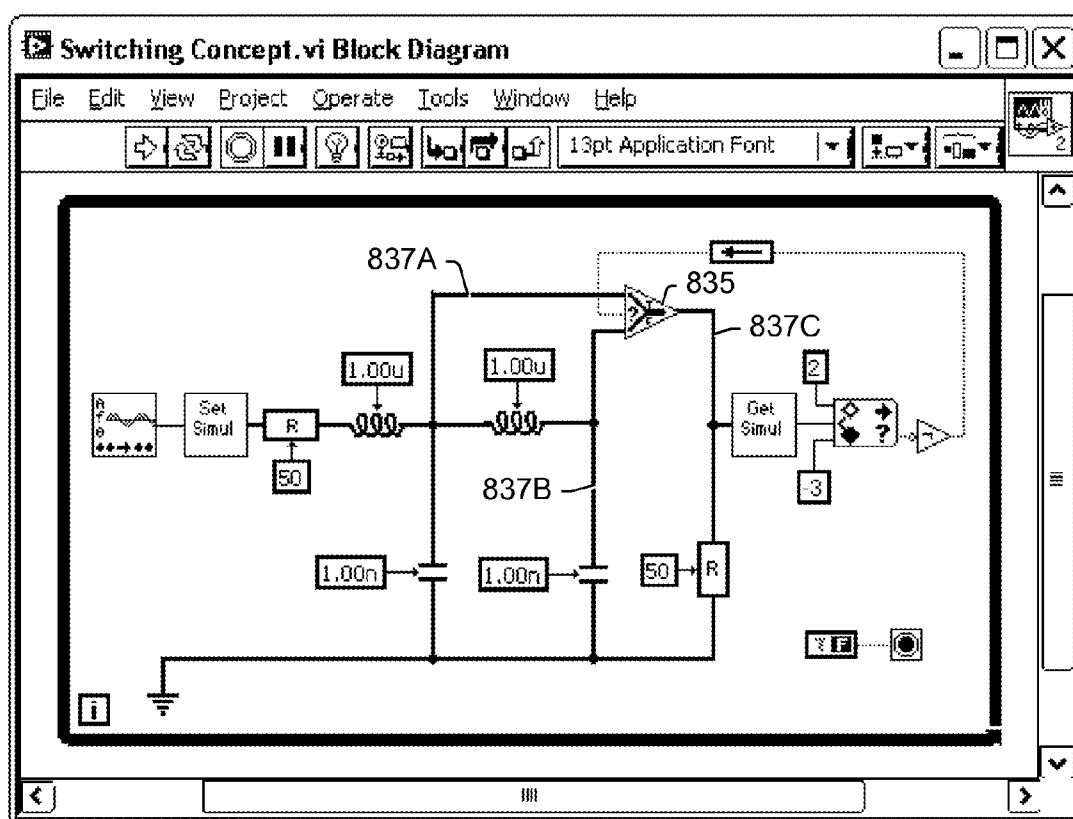 Switching Concept.vi Block Diagram
File Edit View Project Operate Tools Window Help
13pt Application Font
2
837A
835
837C
1.00u
1.00u
2
A
f
Set
Simul
R
50
Get
Simul
?
?
-3
837B
1.00n
1.00n
50
R
F
i